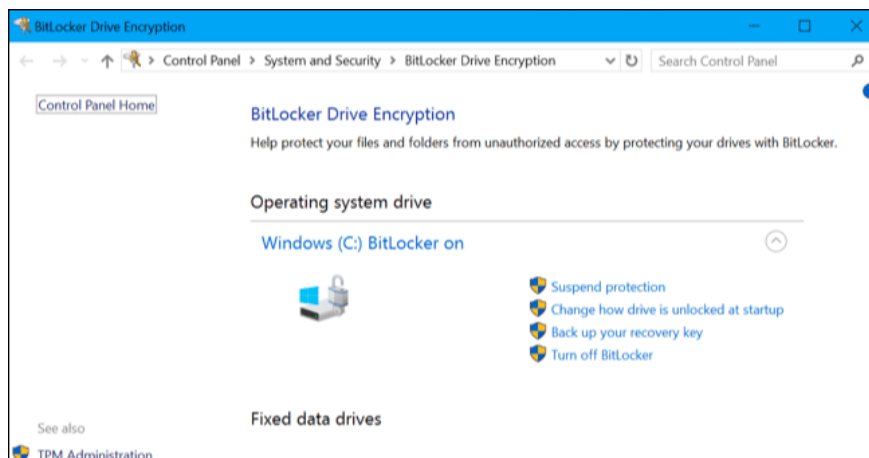 BitLocker Drive Encryption
Control Panel > System and Security > BitLocker Drive Encryption
Search Control Panel
Control Panel Home
BitLocker Drive Encryption
Help protect your files and folders from unauthorized access by protecting your drives with BitLocker.
Operating system drive
Windows (C:) BitLocker on
Suspend protection
Change how drive is unlocked at startup
Back up your recovery key
Turn off BitLocker
Fixed data drives
See also
TPM Administration